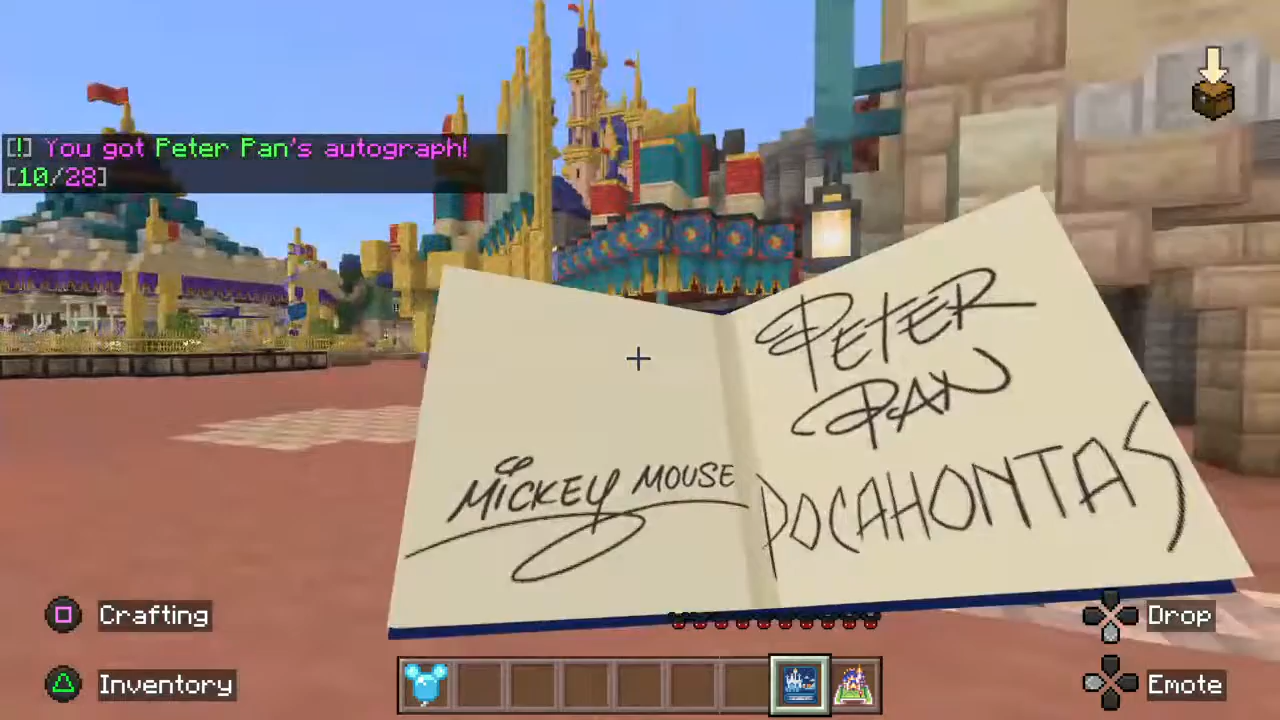 [!] You got Peter Pan's autograph!
[10/28]
MICKEY MOUSE
PETER
PAN
POCAHONTAS
Crafting
Inventory
Drop
Emote